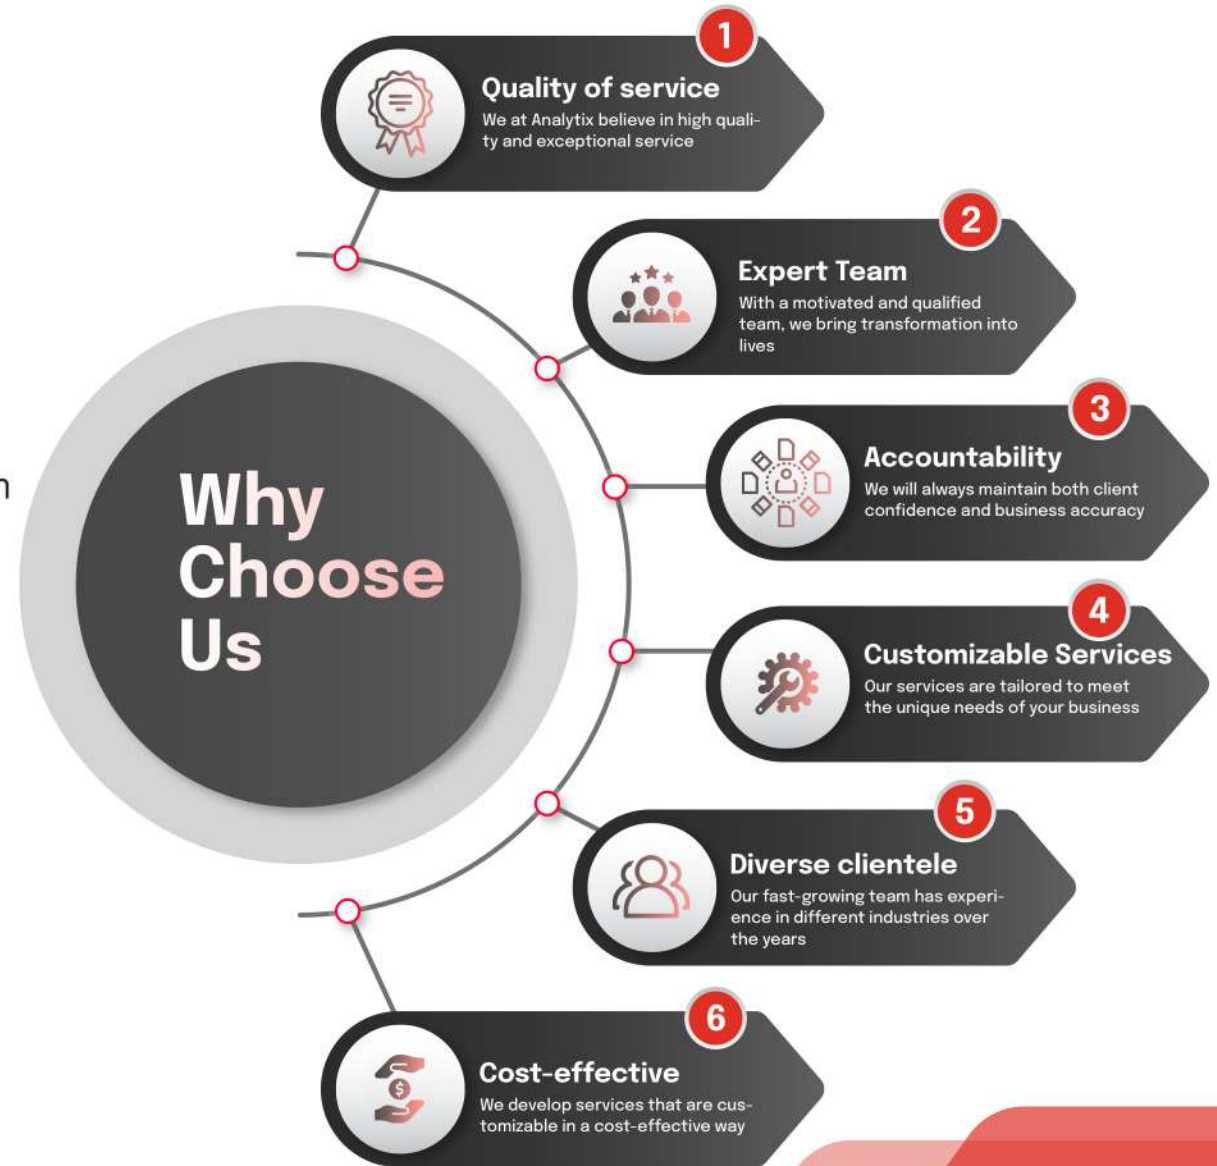 1
Quality of service
We at Analytix believe in high quali-
ty and exceptional service
2
Expert Team
With a motivated and qualified
team, we bring transformation into
lives
3
Accountability
We will always maintain both client
confidence and business accuracy
Why
Choose
Us
4
Customizable Services
Our services are tailored to meet
the unique needs of your business
5
Diverse clientele
Our fast-growing team has experi-
ence in different industries over
the years
6
Cost-effective
We develop services that are cus-
tomizable in a cost-effective way
$